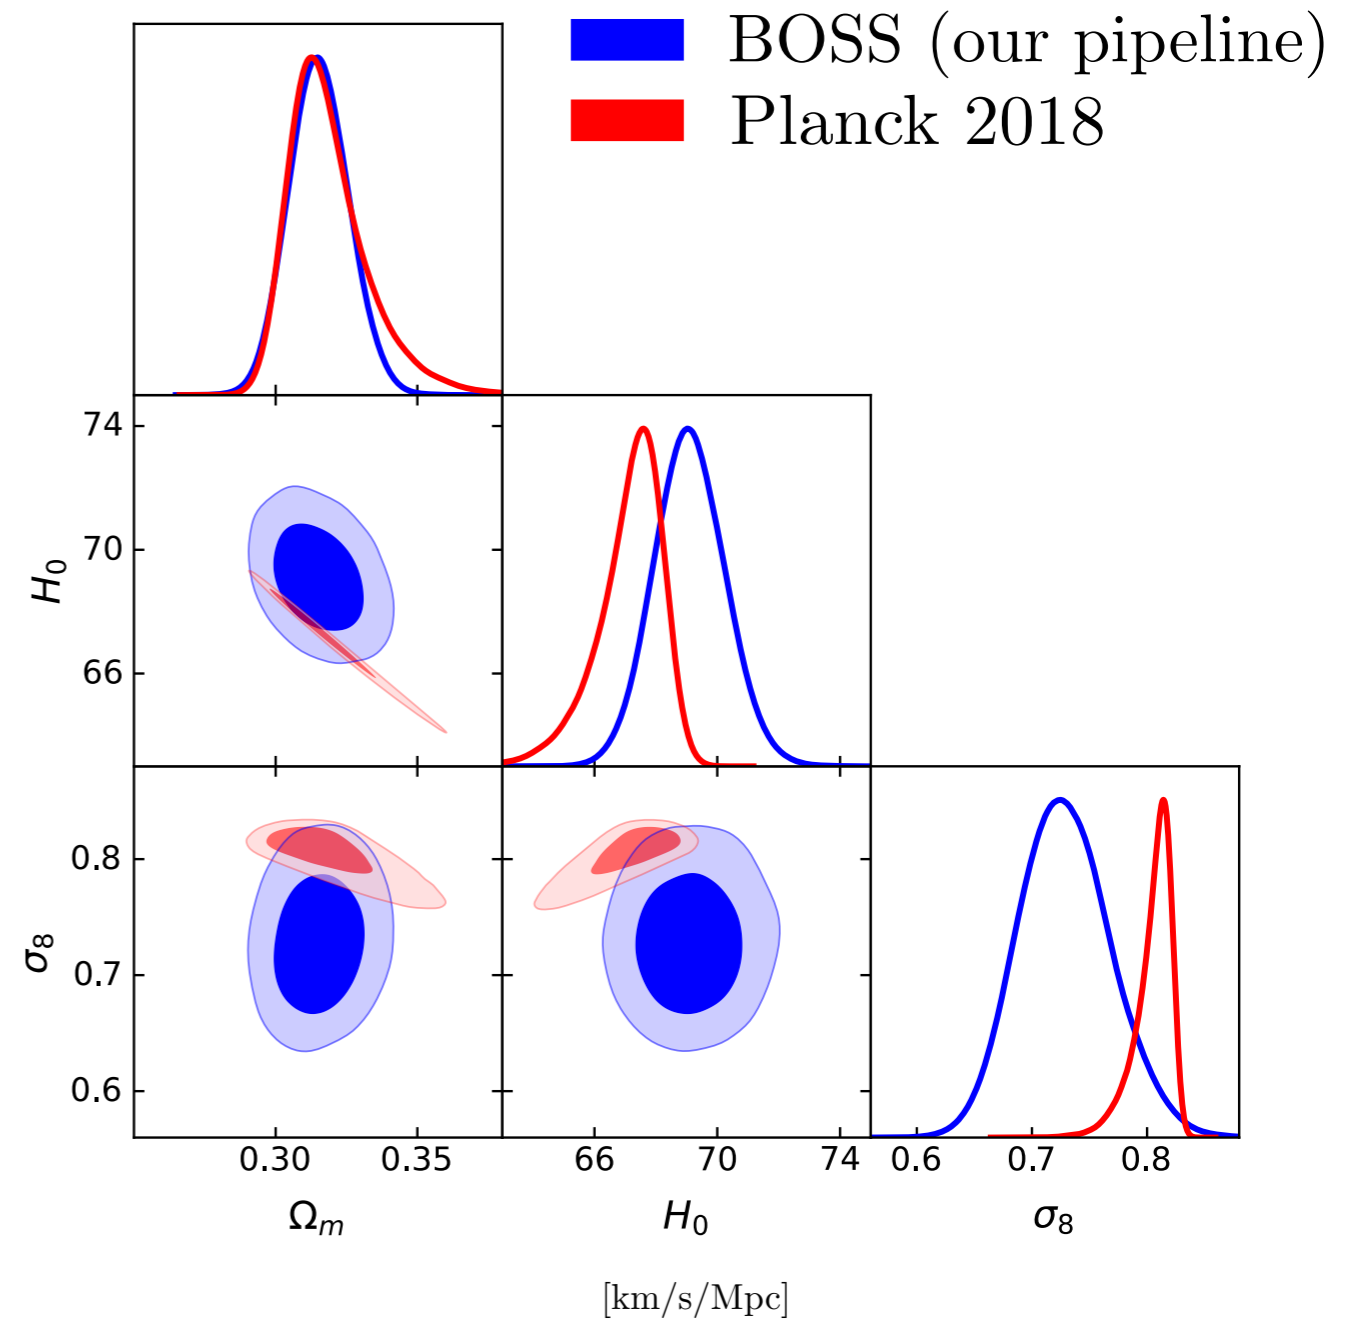 BOSS (our pipeline)
Planck 2018
74
70
66
H₀
0.8
0.7
0.6
σ₈
0.30 0.35
66 70 74
0.6 0.7 0.8
Ωₘ
H₀
σ₈
[km/s/Mpc]